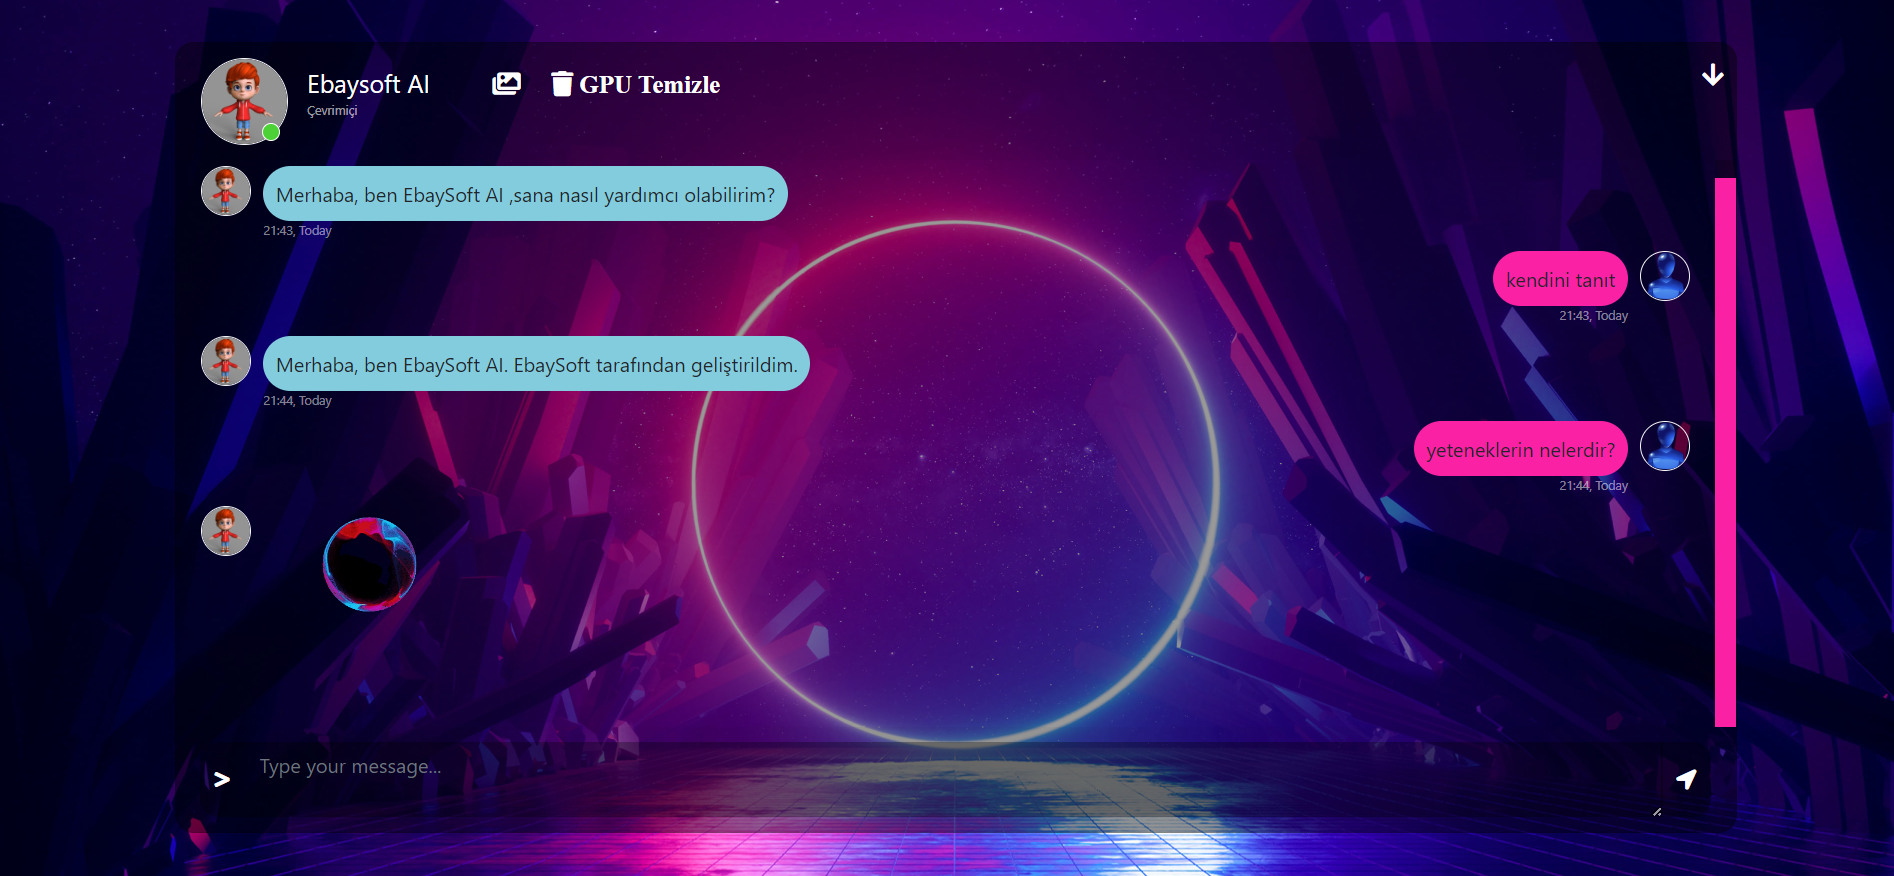 Ebaysoft AI
GPU Temizle
Çevrimiçi
Merhaba, ben EbaySoft AI ,sana nasıl yardımcı olabilirim?
21:43, Today
kendini tanıt
21:43, Today
Merhaba, ben EbaySoft AI. EbaySoft tarafından geliştirildim.
21:44, Today
yeteneklerin nelerdir?
21:44, Today
Type your message...